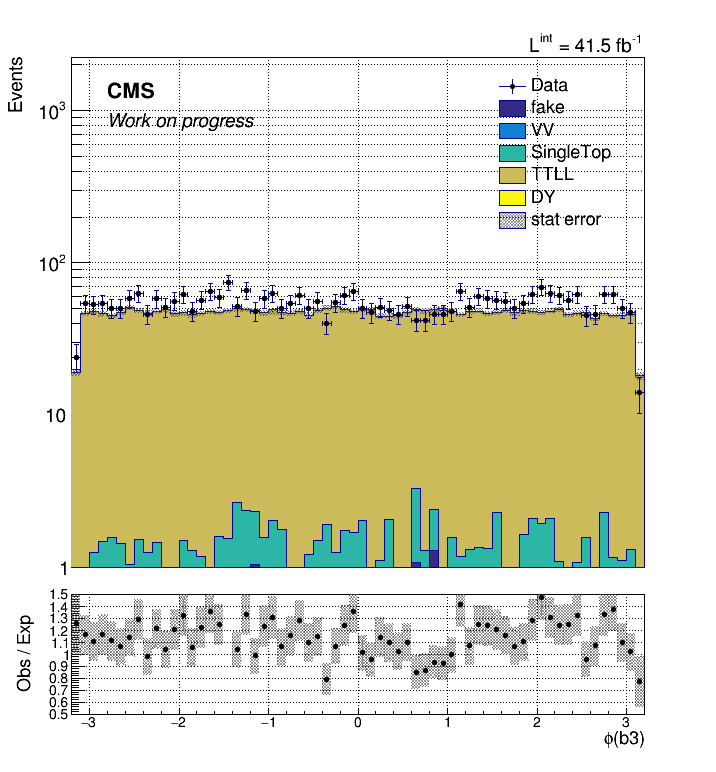 L^int = 41.5 fb^-1
Events
CMS
Work on progress
Data
fake
VV
SingleTop
TTLL
DY
stat error
10^3
10^2
10
1
Obs / Exp
1.5
1.4
1.3
1.2
1.1
1
0.9
0.8
0.7
0.6
0.5
−3 −2 −1 0 1 2 3
ϕ(b3)